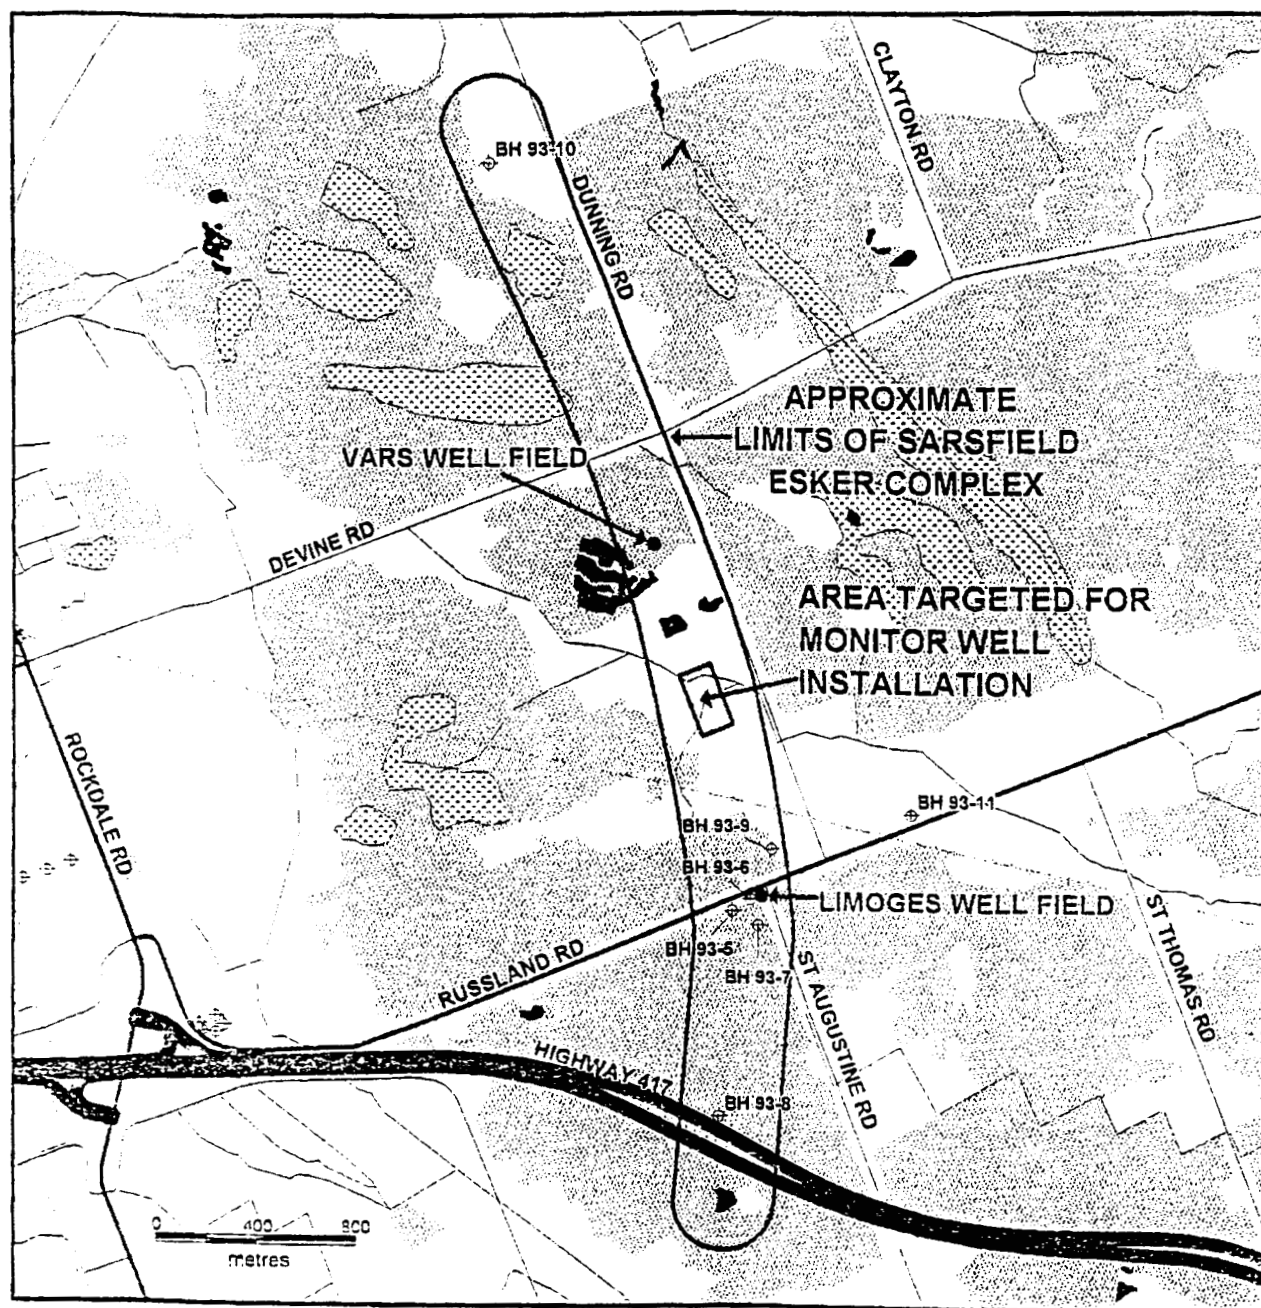 CLAYTON RD
BH 93-10
DUNNING RD
APPROXIMATE
LIMITS OF SARSFIELD
ESKER COMPLEX
VARS WELL FIELD
DEVINE RD
AREA TARGETED FOR
MONITOR WELL
INSTALLATION
ROCKDALE RD
BH 93-11
BH 93-9
BH 93-6
LIMOGES WELL FIELD
ST THOMAS RD
BH 93-5
RUSSLAND RD
BH 93-7
ST AUGUSTINE RD
HIGHWAY 417
BH 93-8
0 400 800
metres